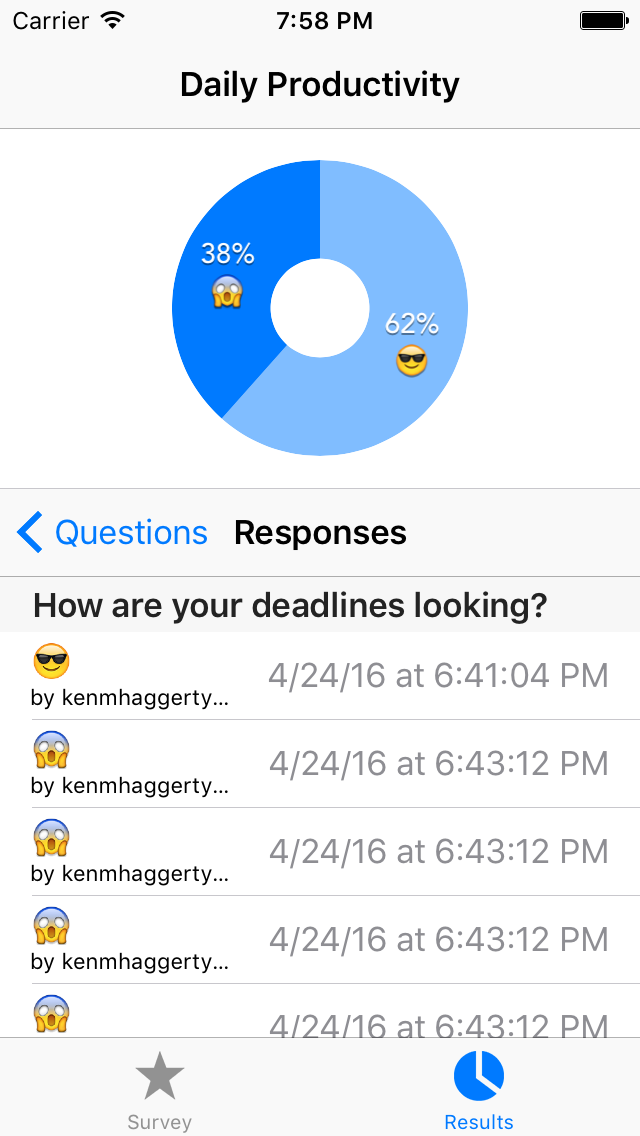 Carrier 7:58 PM
Daily Productivity
38%
62%
Questions Responses
How are your deadlines looking?
4/24/16 at 6:41:04 PM
by kenmhaggerty...
4/24/16 at 6:43:12 PM
by kenmhaggerty...
4/24/16 at 6:43:12 PM
by kenmhaggerty...
4/24/16 at 6:43:12 PM
by kenmhaggerty...
4/24/16 at 6:43:12 PM
Survey Results